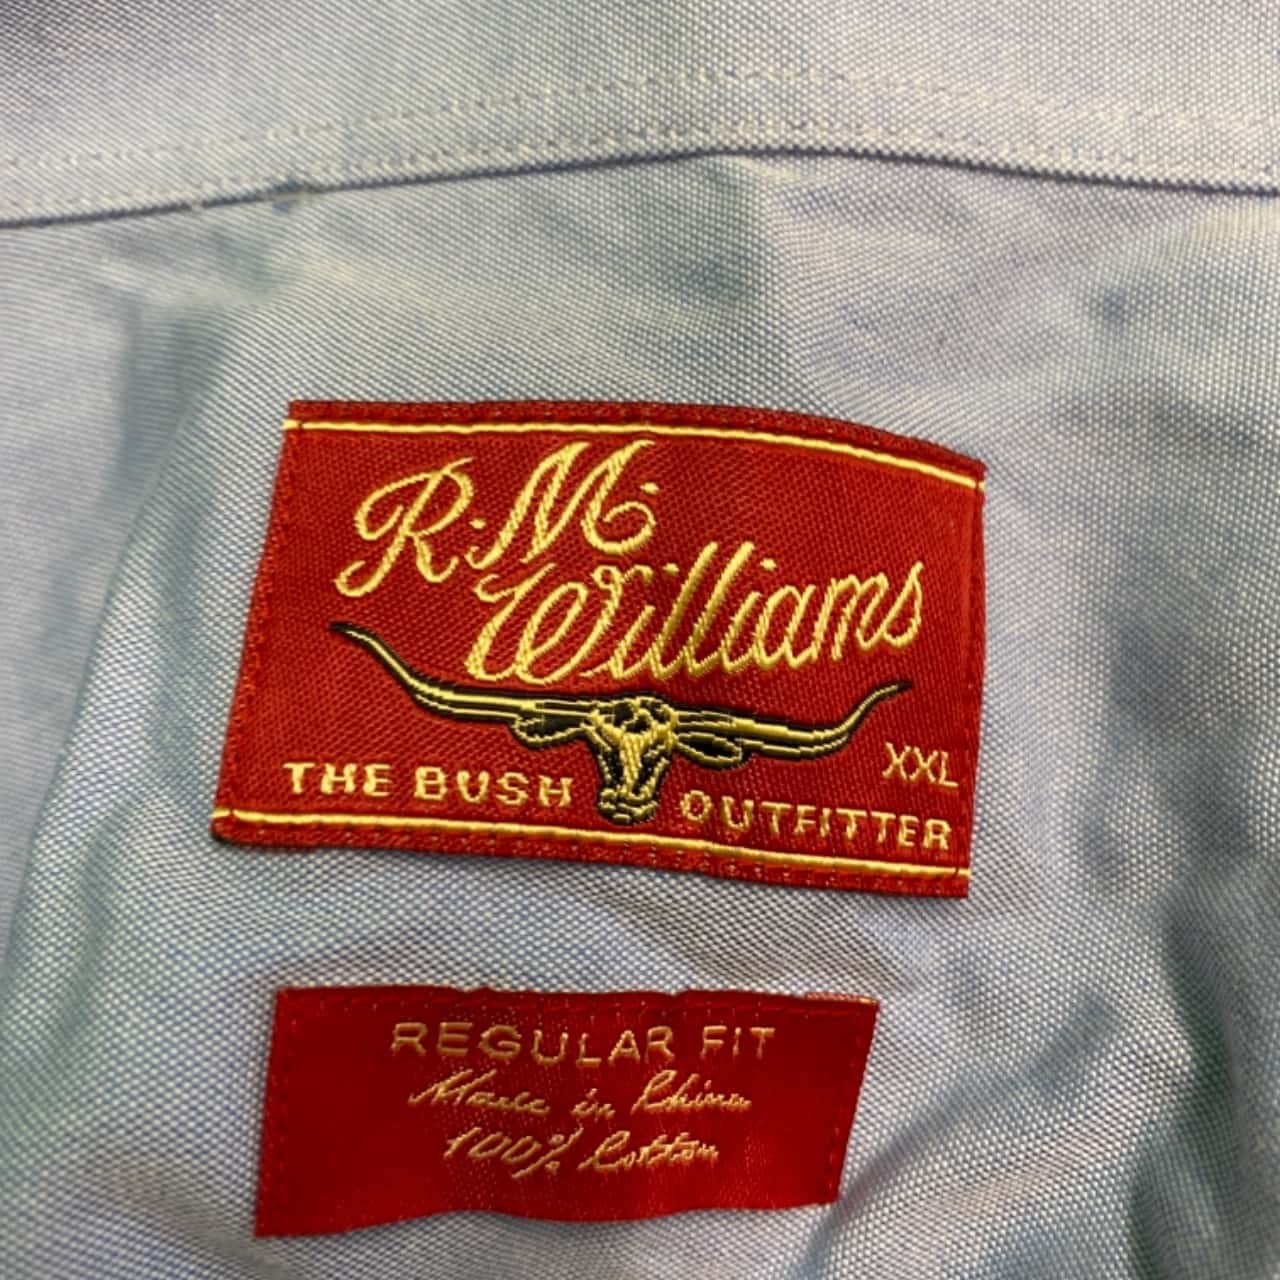 R. M.
Williams
XXL
THE BUSH OUTFITTER
REGULAR FIT
Made in China
100% Cotton